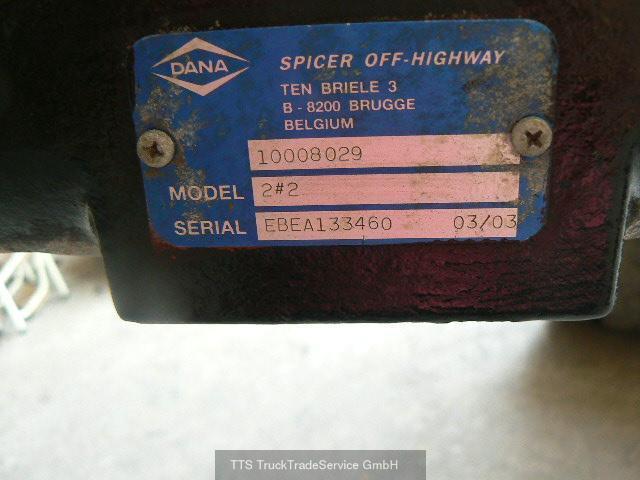 DANA
SPICER OFF-HIGHWAY
TEN BRIELE 3
B - 8200 BRUGGE
BELGIUM
10008029
MODEL 2#2
SERIAL EBEA133460 03/03
TTS TruckTradeService GmbH